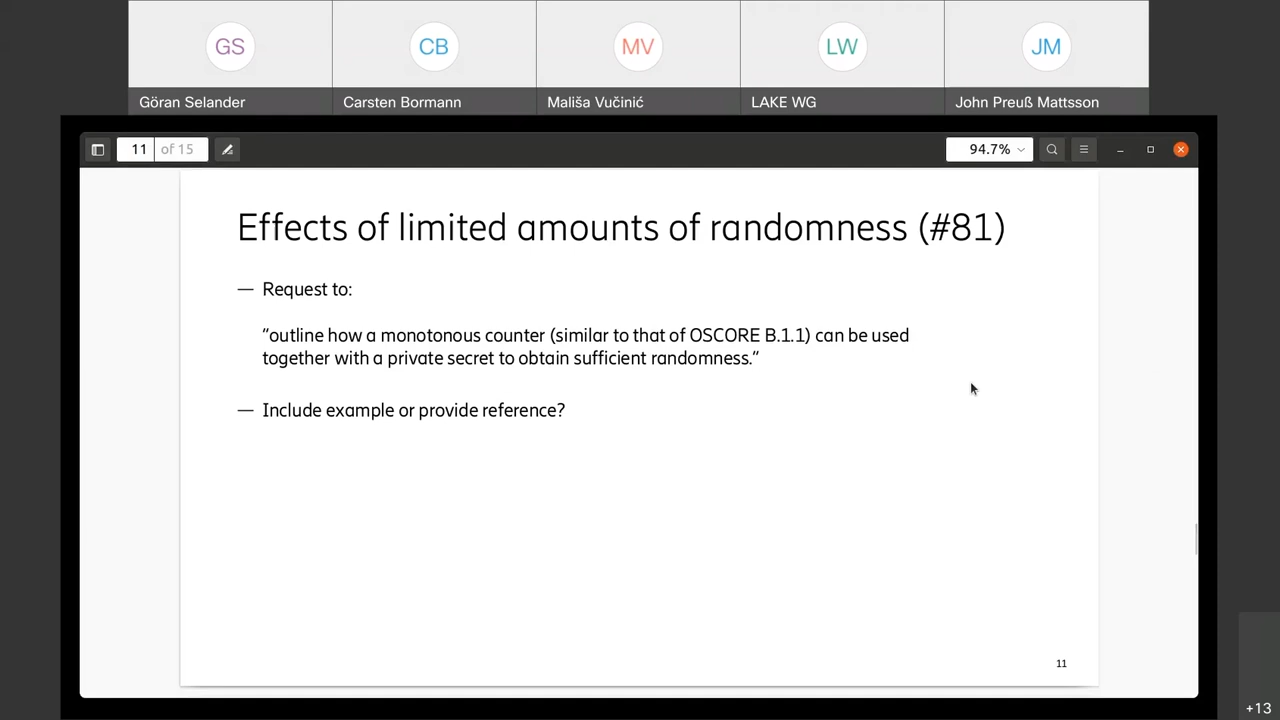 GS
CB
MV
LW
JM
Göran Selander
Carsten Bormann
Mališa Vučinić
LAKE WG
John Preuß Mattsson
11 of 15
94.7%
Effects of limited amounts of randomness (#81)
— Request to:
"outline how a monotonous counter (similar to that of OSCORE B.1.1) can be used
together with a private secret to obtain sufficient randomness."
— Include example or provide reference?
11
+13